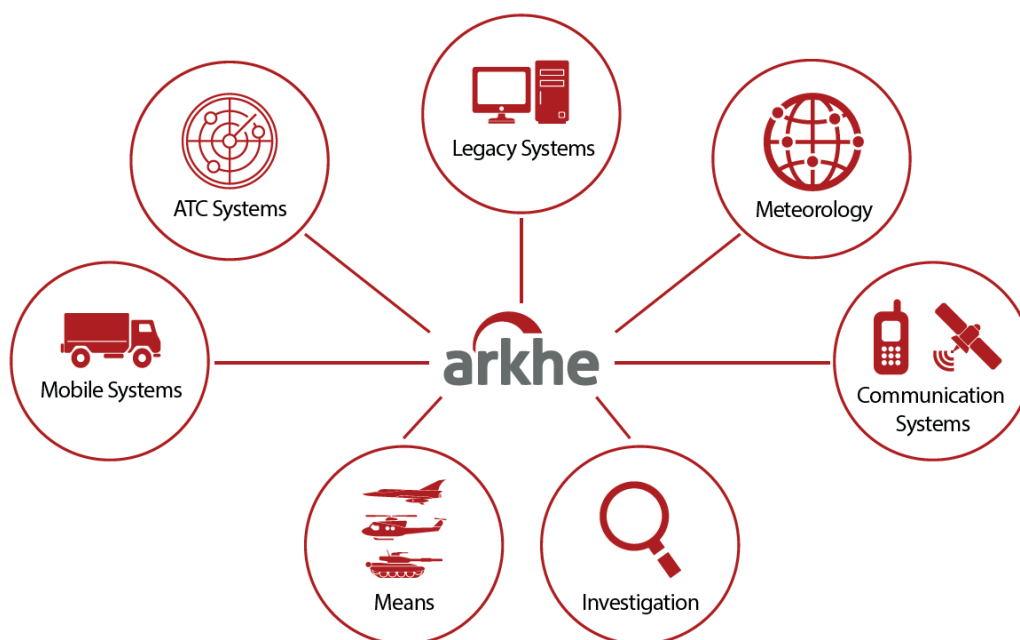 Legacy Systems
ATC Systems
Meteorology
arkhe
Mobile Systems
Communication
Systems
Means
Investigation